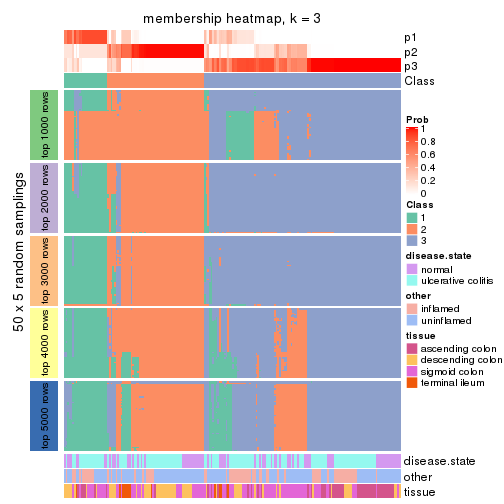 membership heatmap, k = 3
p1
p2
p3
Class
50 x 5 random samplings
top 1000 rows
top 2000 rows
top 3000 rows
top 4000 rows
top 5000 rows
disease.state
other
tissue
Prob
1
0.8
0.6
0.4
0.2
0
Class
1
2
3
disease.state
normal
ulcerative colitis
other
inflamed
uninflamed
tissue
ascending colon
descending colon
sigmoid colon
terminal ileum